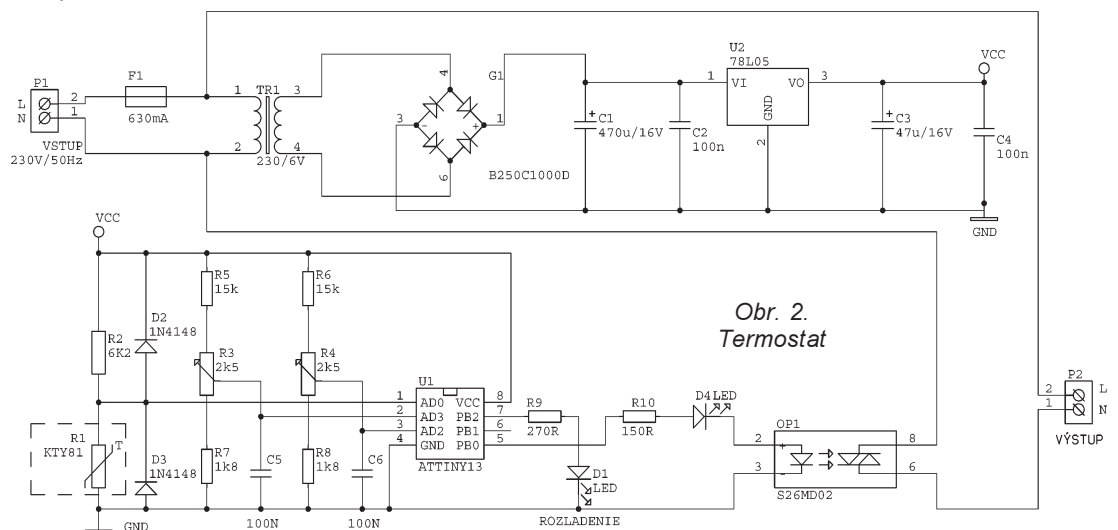 P1
L
N
2
1
VSTUP
230V/50Hz
F1
630mA
1
2
TR1
3
4
230/6V
4
3
-
+
1
6
G1
B250C1000D
C1
470u/16V
+
C2
100n
U2
78L05
1
VI
VO
3
GND
2
C3
47u/16V
+
VCC
C4
100n
GND
VCC
R2
6K2
D2
1N4148
R5
15k
R6
15k
R3
2k5
R4
2k5
R1
KTY81
T
D3
1N4148
R7
1k8
R8
1k8
C5
100N
C6
100N
GND
U1
1
AD0
VCC
8
2
AD3
PB2
7
3
AD2
PB1
6
4
GND
PB0
5
ATTINY13
R9
270R
R10
150R
D4
LED
D1
LED
ROZLADENIE
OP1
2
+
3
-
8
6
S26MD02
Obr. 2.
Termostat
P2
2
L
1
N
VÝSTUP